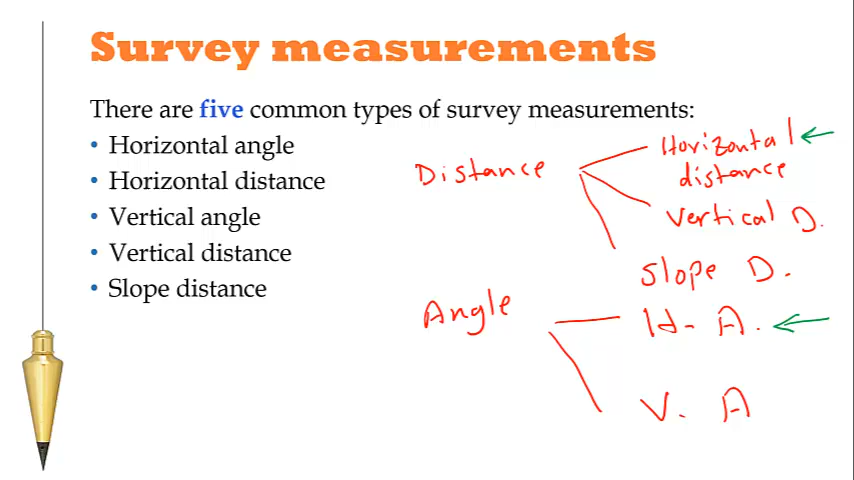 Survey measurements
There are five common types of survey measurements:
• Horizontal angle
• Horizontal distance
• Vertical angle
• Vertical distance
• Slope distance
Distance
Horizontal
distance
Vertical D.
Slope D.
Angle
H- A.
V. A